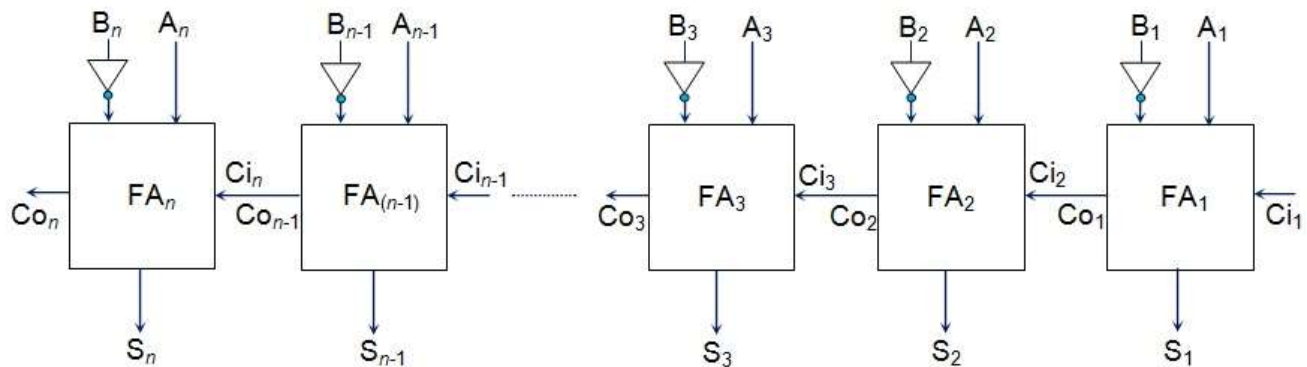 Bn An Bn-1 An-1 B3 A3 B2 A2 B1 A1
Cin Cin-1 Ci3 Ci2
FAn FA(n-1) FA3 FA2 FA1
Con Con-1 Co3 Co2 Co1 Ci1
Sn Sn-1 S3 S2 S1